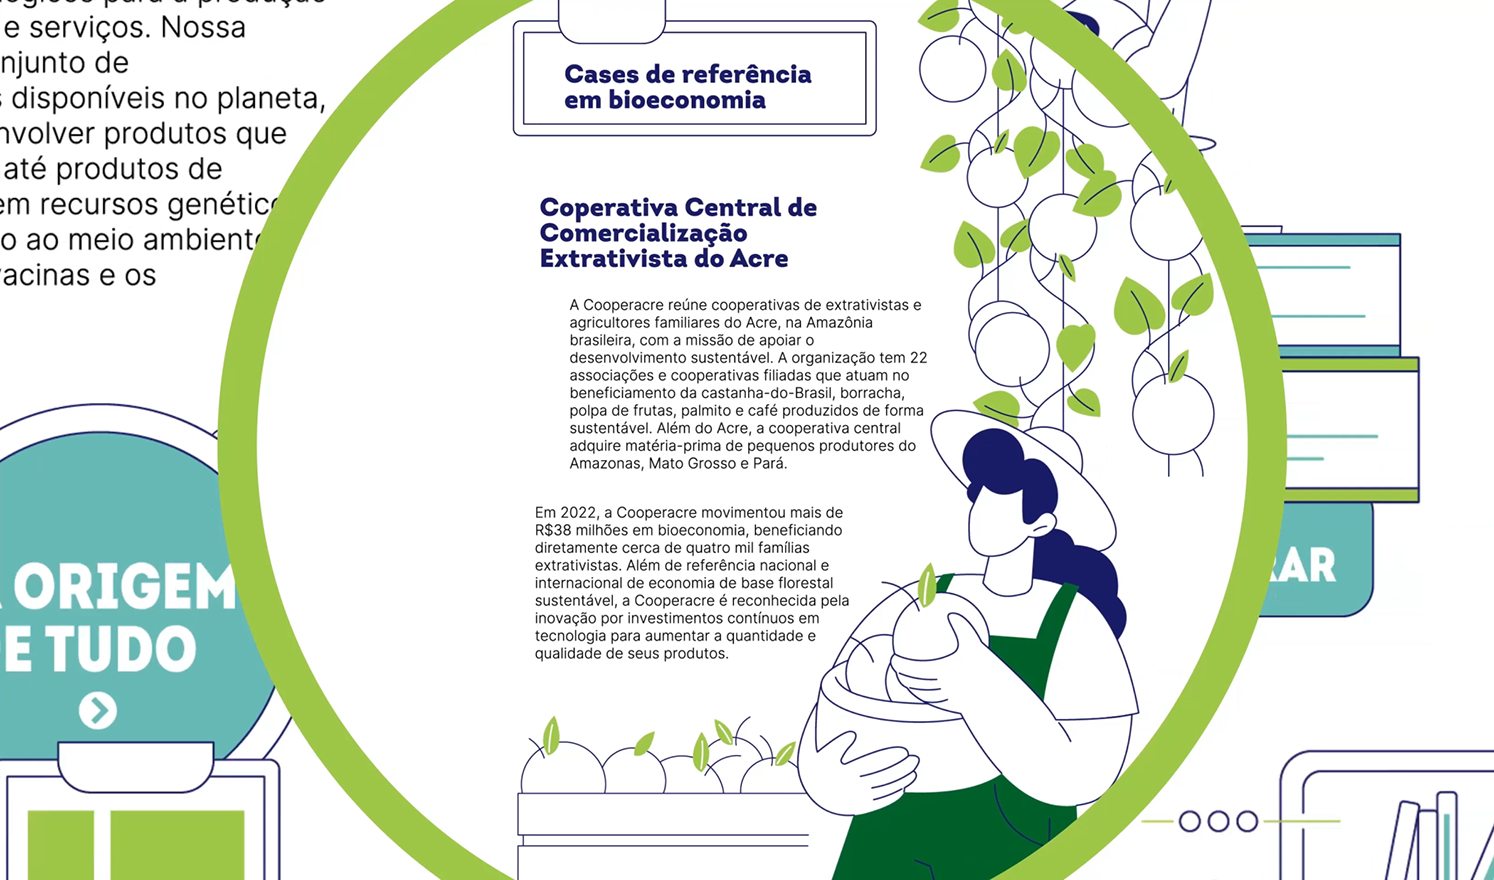 e serviços. Nossa
de
disponíveis no planeta,
produtos que
até produtos de
em recursos
o ao meio
e os
Cases de referência
em bioeconomia
Coperativa Central de
Comercialização
Extrativista do Acre
A Cooperacre reúne cooperativas de extrativistas e
agricultores familiares do Acre, na Amazônia
brasileira, com a missão de apoiar o
desenvolvimento sustentável. A organização tem 22
associações e cooperativas filiadas que atuam no
beneficiamento da castanha-do-Brasil, borracha,
polpa de frutas, palmito e café produzidos de forma
sustentável. Além do Acre, a cooperativa central
adquire matéria-prima de pequenos produtores do
Amazonas, Mato Grosso e Pará.
Em 2022, a Cooperacre movimentou mais de
R$38 milhões em bioeconomia, beneficiando
diretamente cerca de quatro mil famílias
extrativistas. Além de referência nacional e
internacional de economia de base florestal
sustentável, a Cooperacre é reconhecida pela
inovação por investimentos contínuos em
tecnologia para aumentar a quantidade e
qualidade de seus produtos.
ORIGEM
TUDO